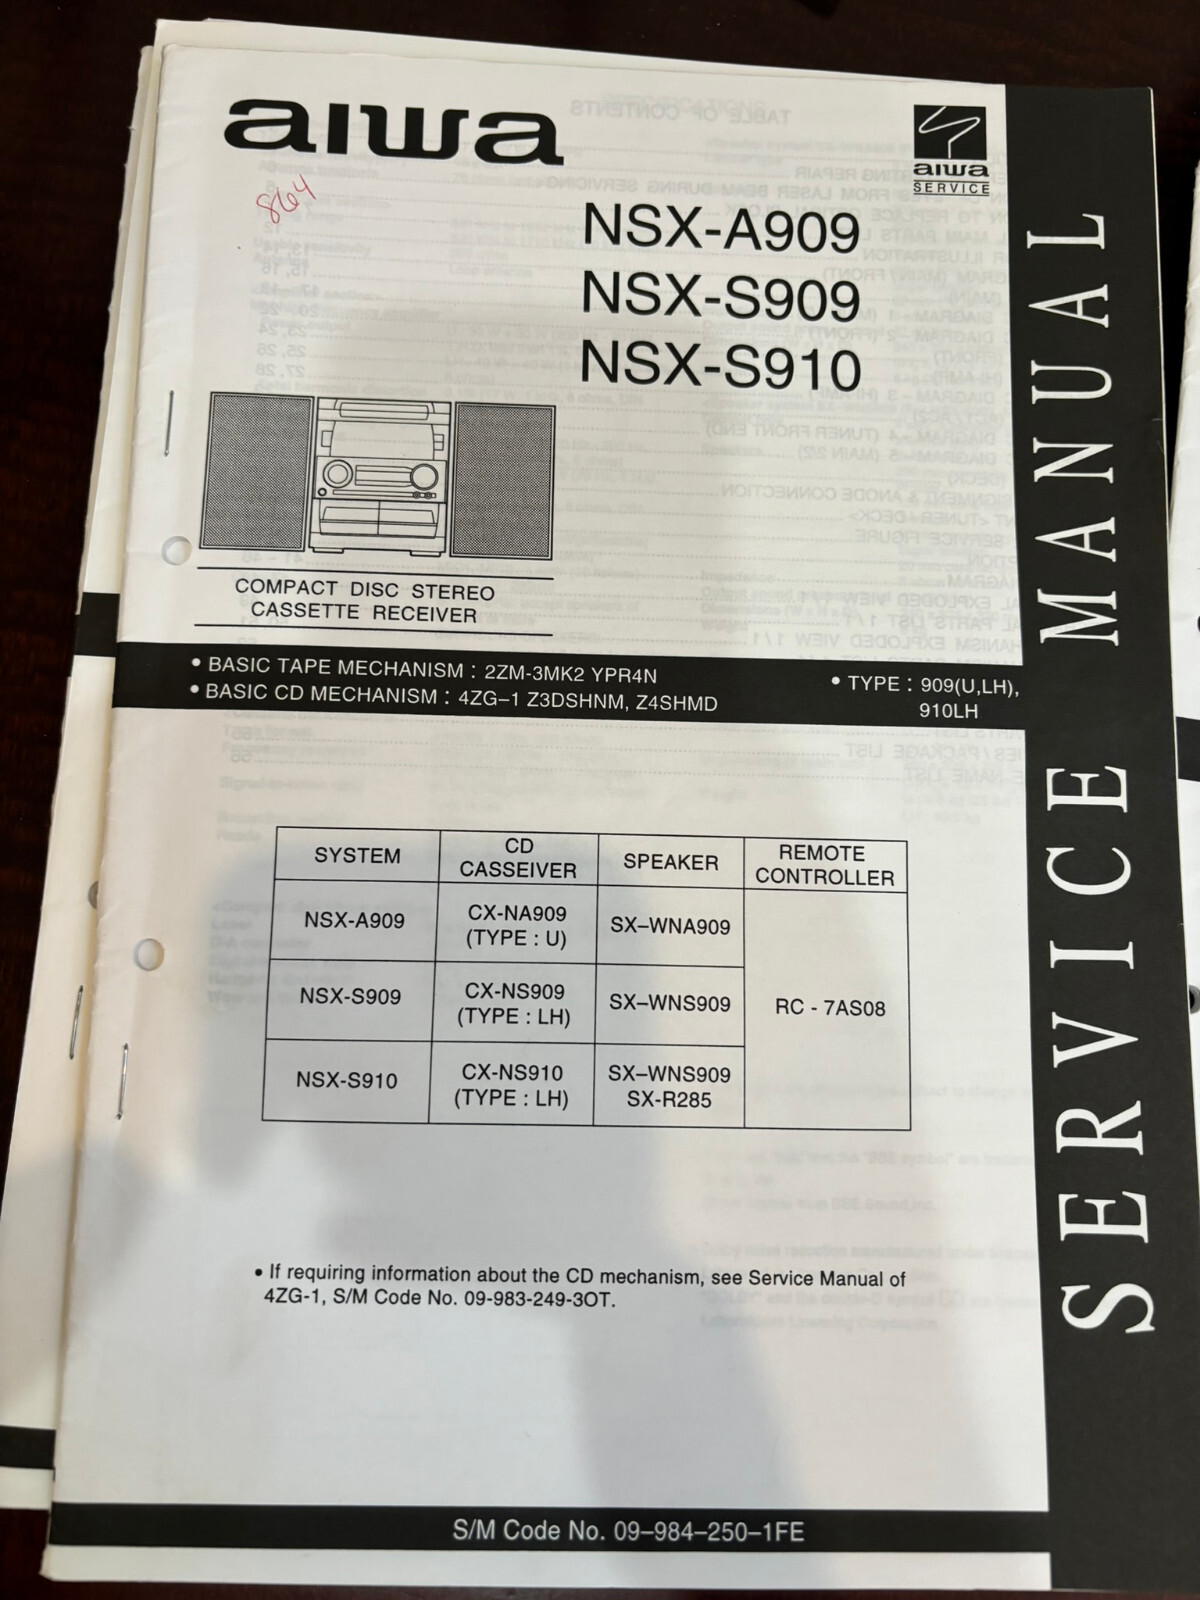 aiwa
864
aiwa
SERVICE
NSX-A909
NSX-S909
NSX-S910
COMPACT DISC STEREO
CASSETTE RECEIVER
• BASIC TAPE MECHANISM : 2ZM-3MK2 YPR4N
• BASIC CD MECHANISM : 4ZG–1 Z3DSHNM, Z4SHMD
• TYPE : 909(U,LH),
910LH
SERVICE MANUAL
SYSTEM
CD
CASSEIVER
SPEAKER
REMOTE
CONTROLLER
NSX-A909
CX-NA909
(TYPE : U)
SX–WNA909
NSX-S909
CX-NS909
(TYPE : LH)
SX–WNS909
RC - 7AS08
NSX-S910
CX-NS910
(TYPE : LH)
SX–WNS909
SX-R285
• If requiring information about the CD mechanism, see Service Manual of
4ZG-1, S/M Code No. 09-983-249-3OT.
S/M Code No. 09–984–250–1FE